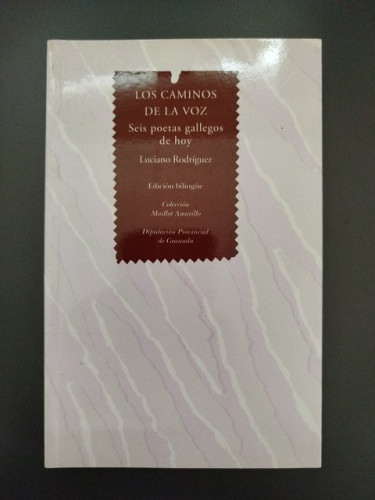 LOS CAMINOS
DE LA VOZ
Seis poetas gallegos
de hoy
Luciano Rodríguez
Edición bilingüe
Colección
Maillot Amarillo
Diputación Provincial
de Granada